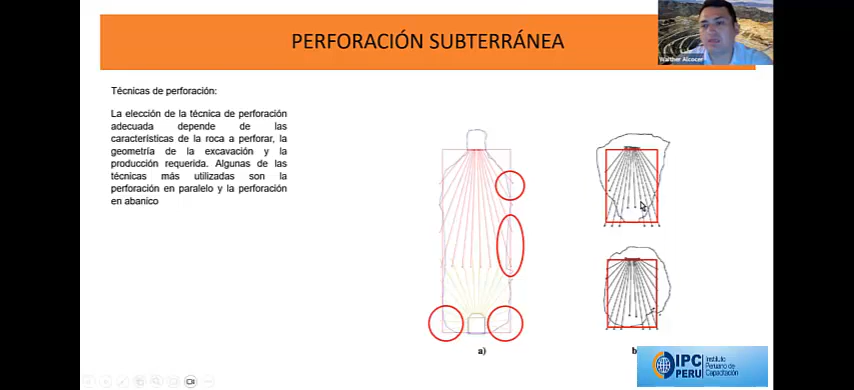 PERFORACIÓN SUBTERRÁNEA
Walther Alcocer
Técnicas de perforación:
La elección de la técnica de perforación
adecuada depende de las
características de la roca a perforar, la
geometría de la excavación y la
producción requerida. Algunas de las
técnicas más utilizadas son la
perforación en paralelo y la perforación
en abanico
a)
b
IPC
PERU
Instituto
Peruano de
Capacitación